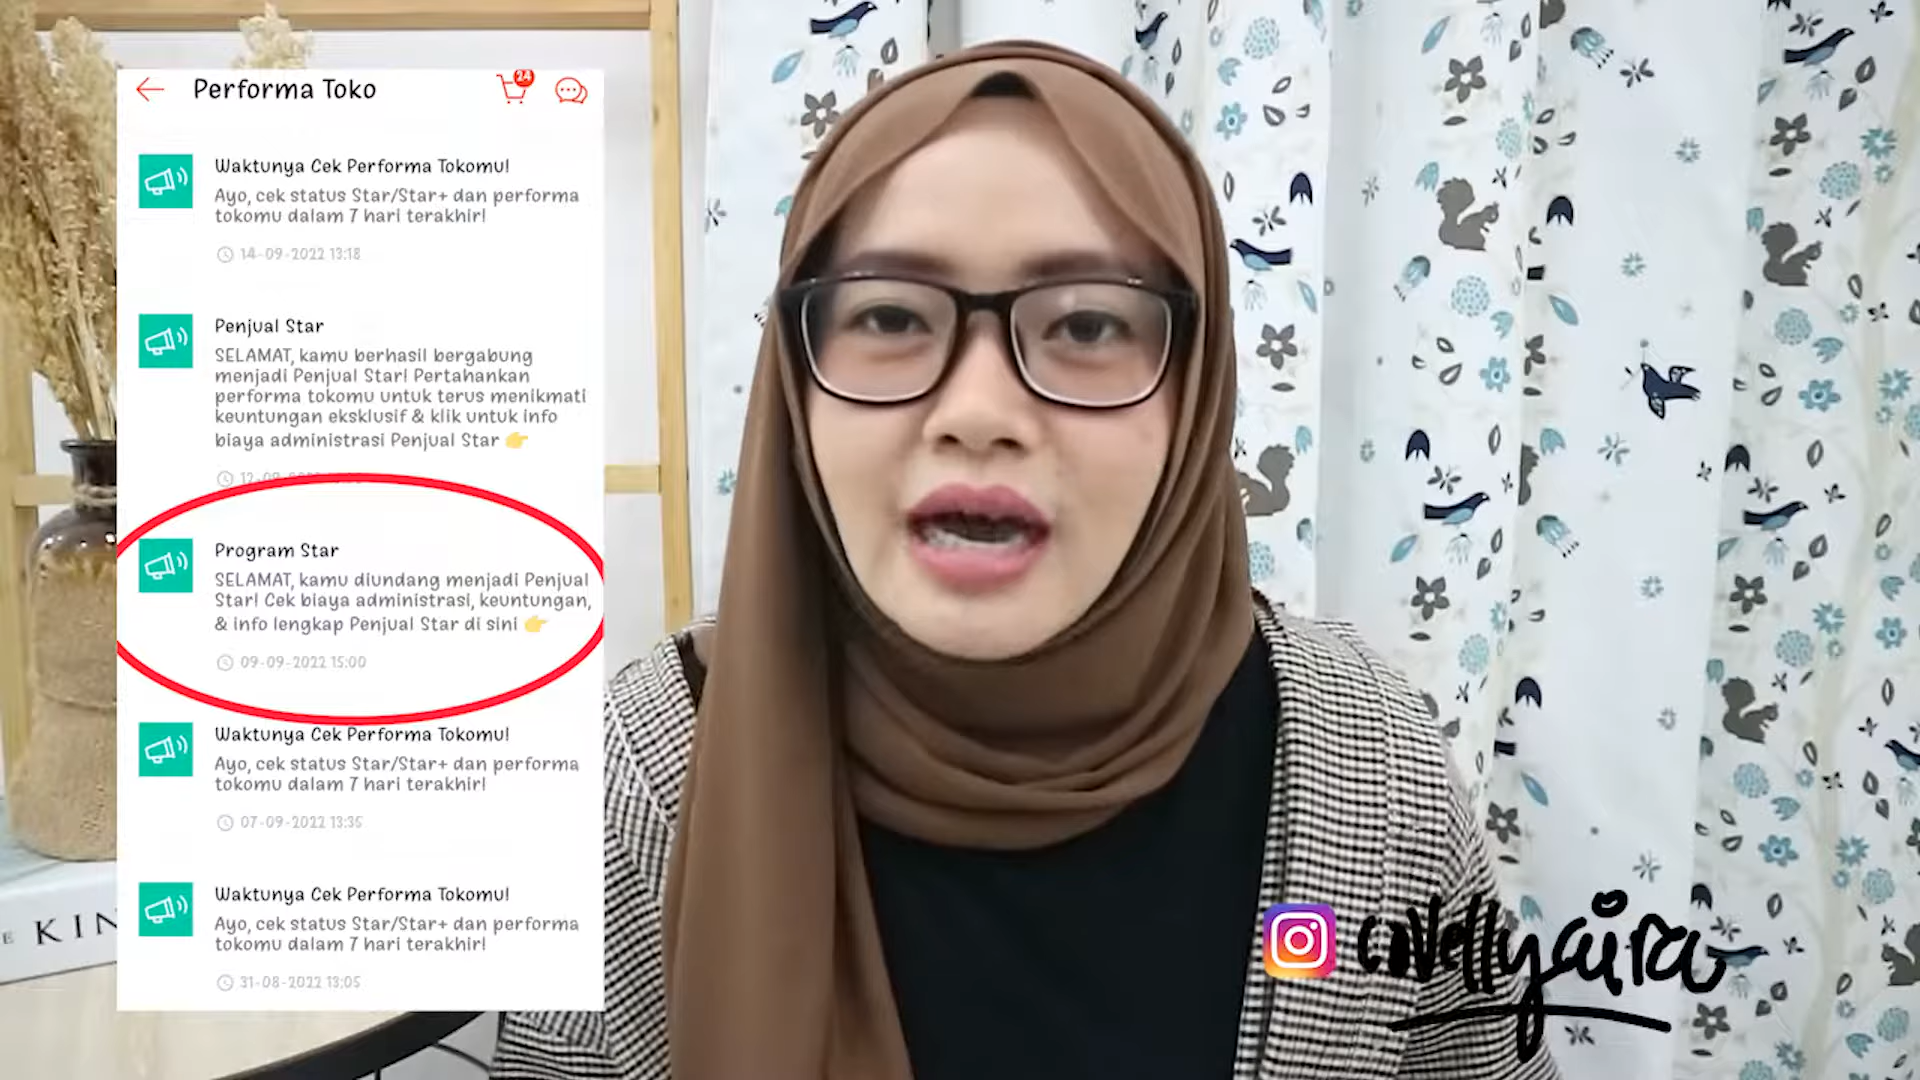 Performa Toko
24
Waktunya Cek Performa Tokomu!
Ayo, cek status Star/Star+ dan performa
tokomu dalam 7 hari terakhir!
14-09-2022 13:18
Penjual Star
SELAMAT, kamu berhasil bergabung
menjadi Penjual Star! Pertahankan
performa tokomu untuk terus menikmati
keuntungan eksklusif & klik untuk info
biaya administrasi Penjual Star 👉
Program Star
SELAMAT, kamu diundang menjadi Penjual
Star! Cek biaya administrasi, keuntungan,
& info lengkap Penjual Star di sini 👉
09-09-2022 15:00
Waktunya Cek Performa Tokomu!
Ayo, cek status Star/Star+ dan performa
tokomu dalam 7 hari terakhir!
07-09-2022 13:35
Waktunya Cek Performa Tokomu!
Ayo, cek status Star/Star+ dan performa
tokomu dalam 7 hari terakhir!
31-08-2022 13:05
KIN